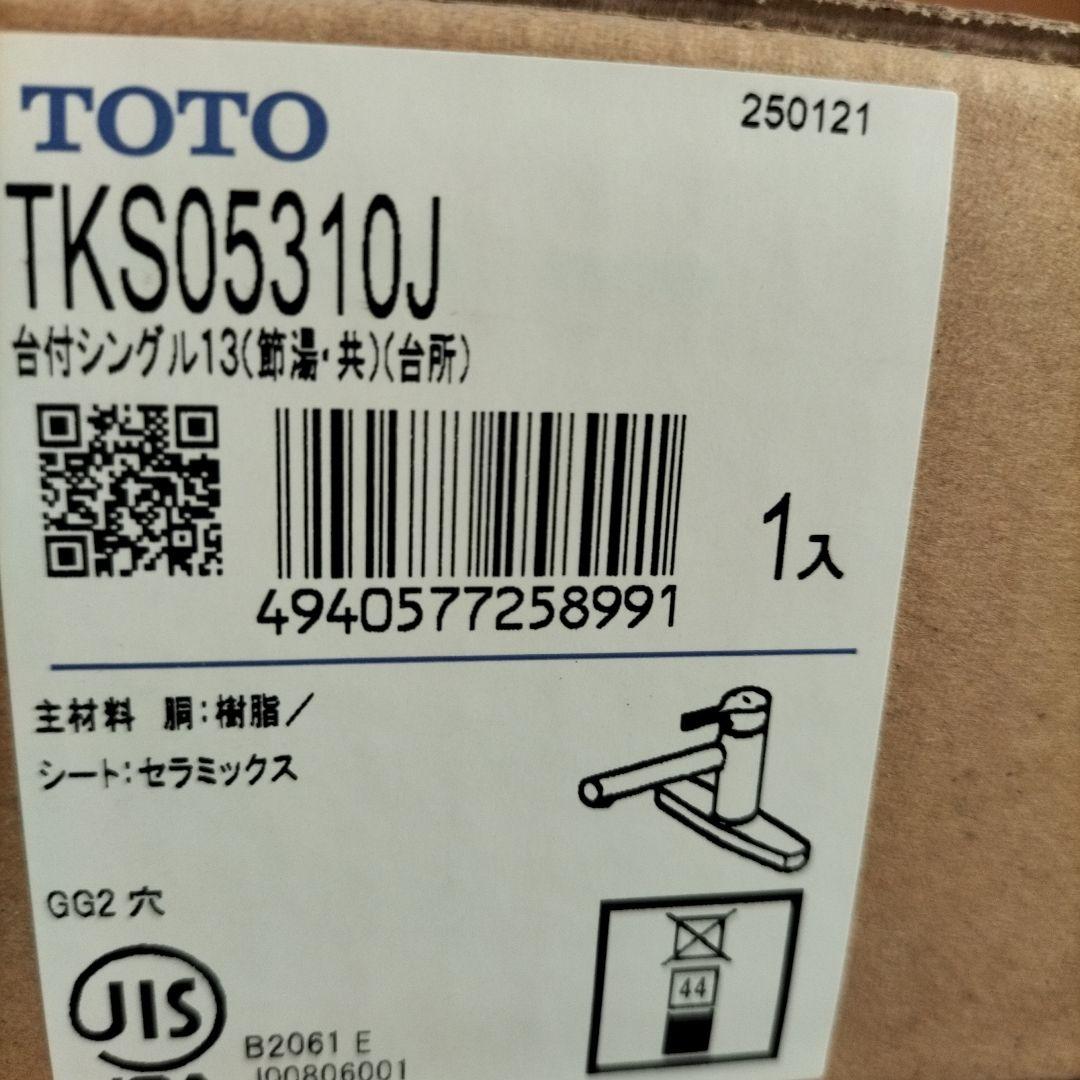 TOTO
250121
TKS05310J
台付シングル13(節湯・共)(台所)
1入
4940577258991
主材料 胴:樹脂/
シート:セラミックス
GG2 穴
44
JIS
B2061 E
J00806001